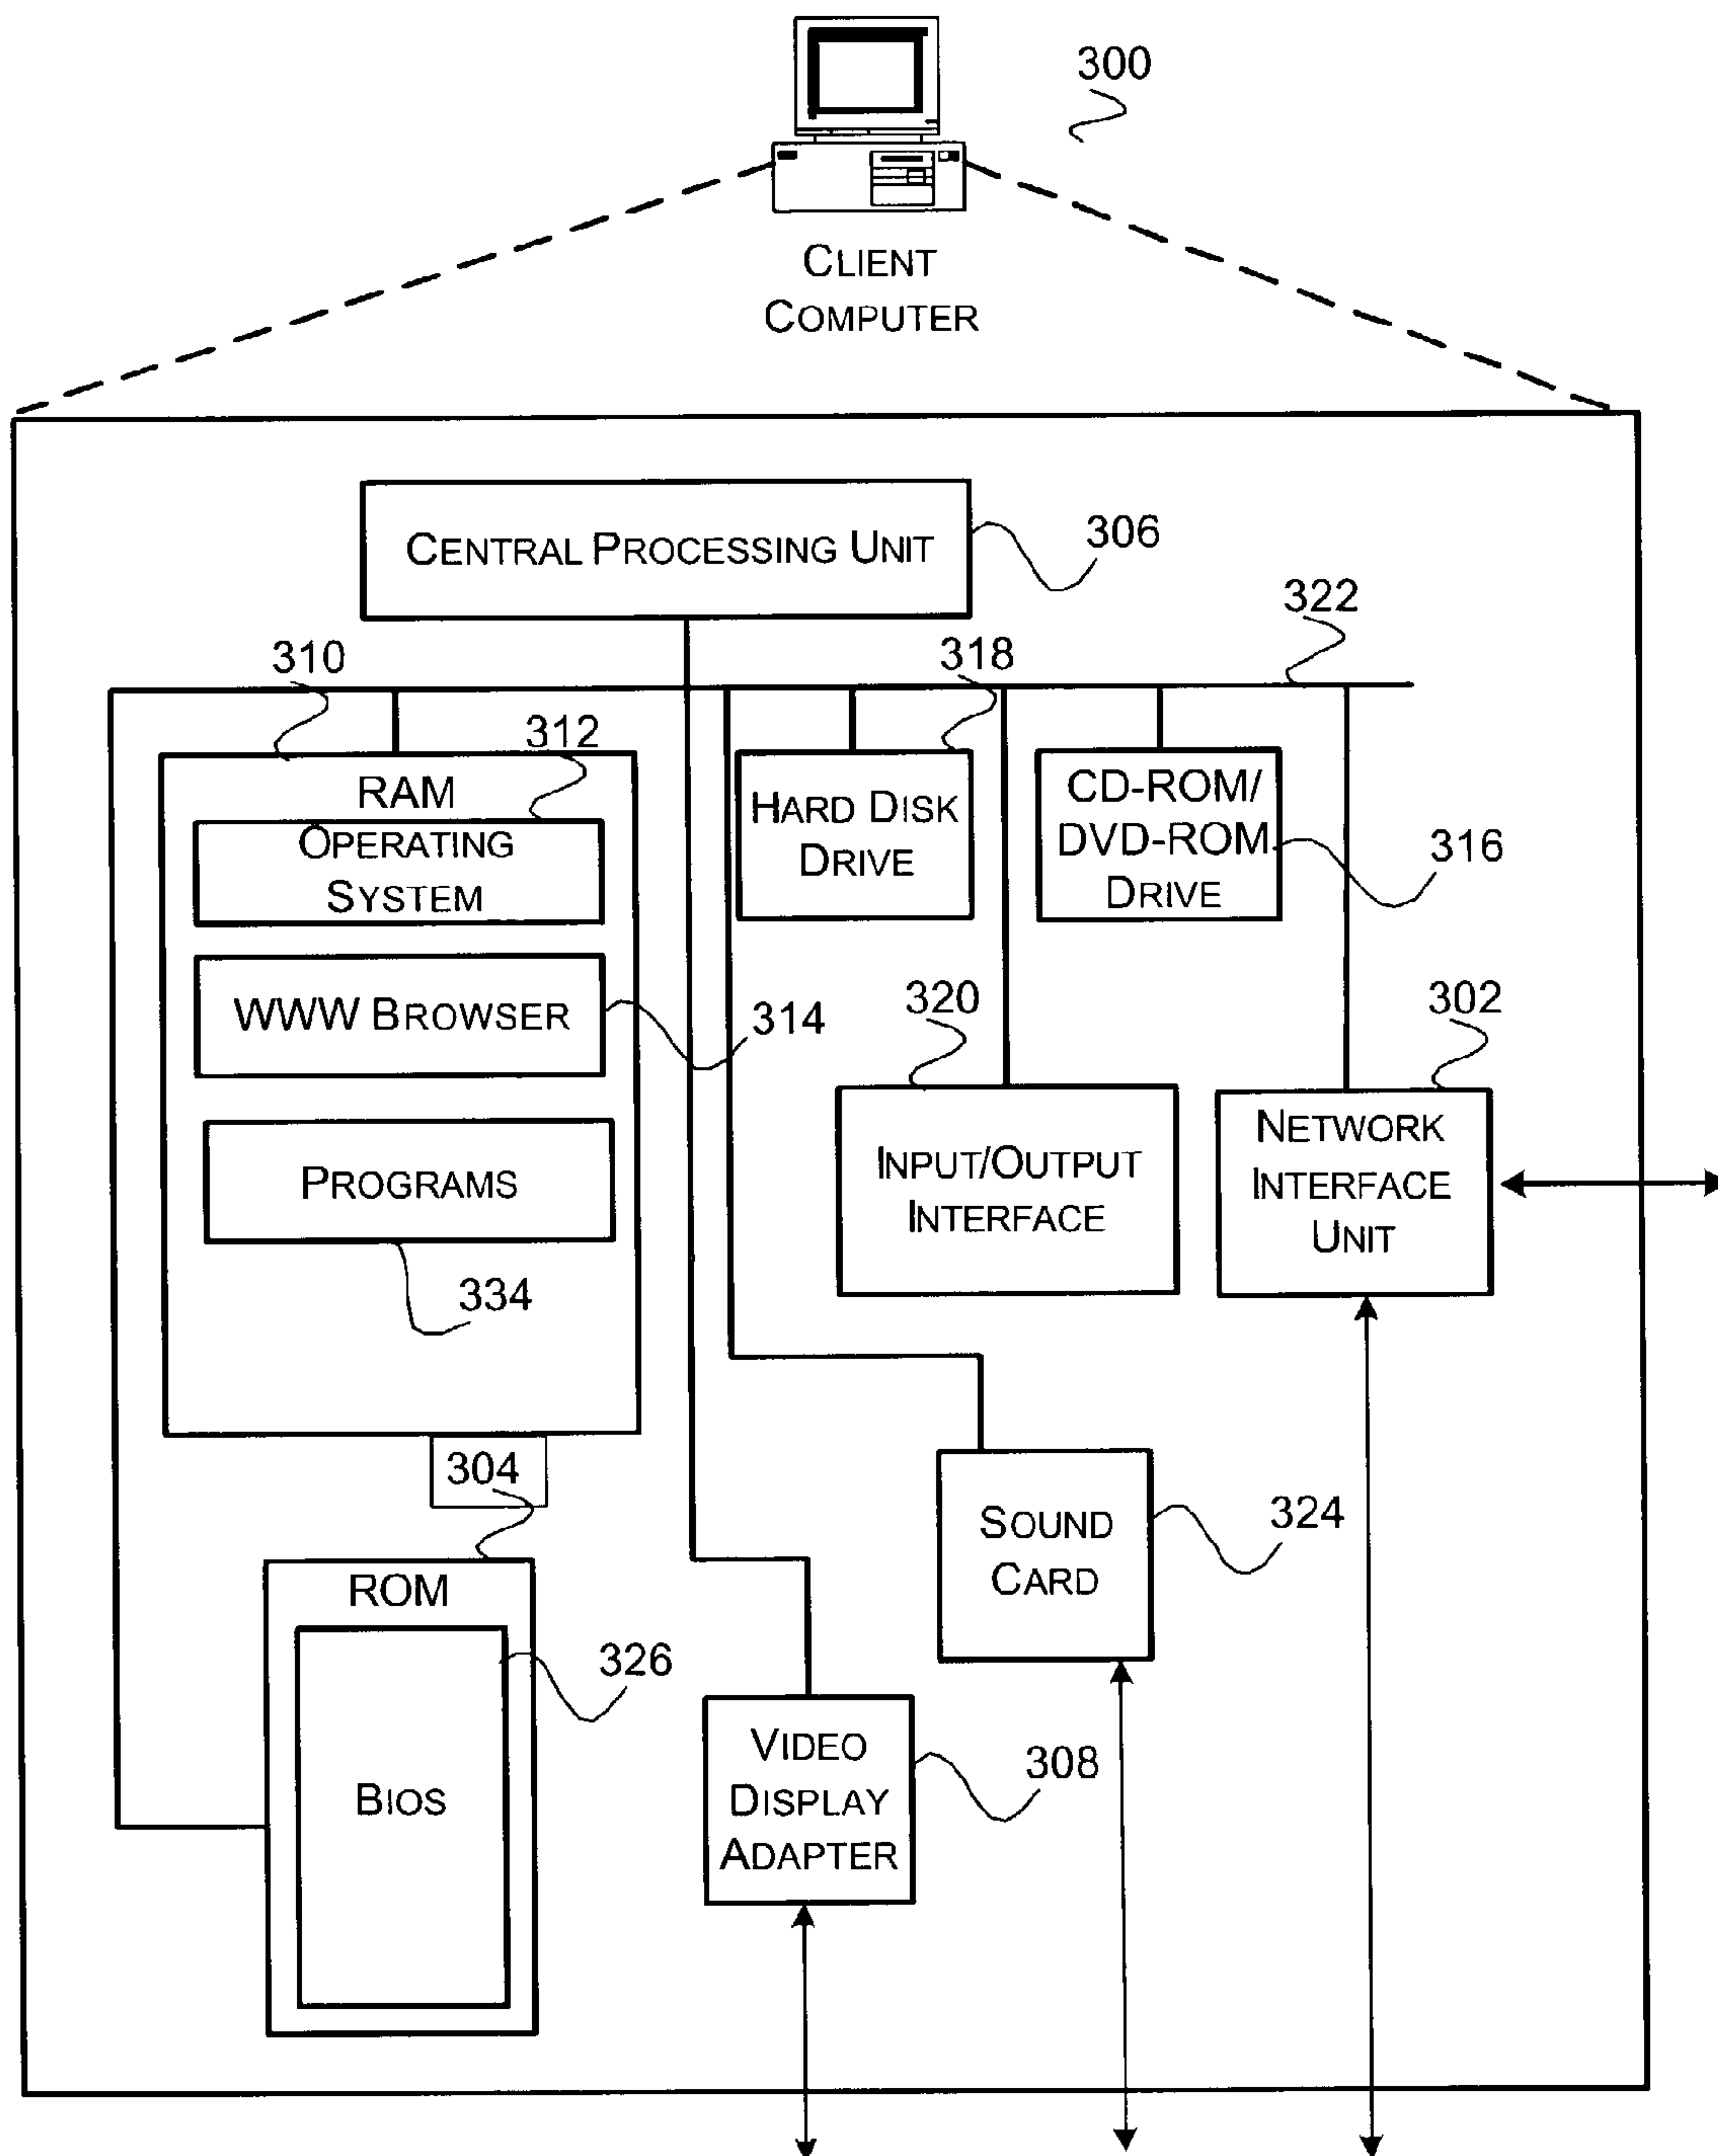 300
CLIENT
COMPUTER
CENTRAL PROCESSING UNIT
306
322
310
318
312
RAM
OPERATING
SYSTEM
HARD DISK
DRIVE
CD-ROM/
DVD-ROM
DRIVE
316
WWW BROWSER
314
320
302
PROGRAMS
334
INPUT/OUTPUT
INTERFACE
NETWORK
INTERFACE
UNIT
304
SOUND
CARD
324
ROM
326
BIOS
VIDEO
DISPLAY
ADAPTER
308